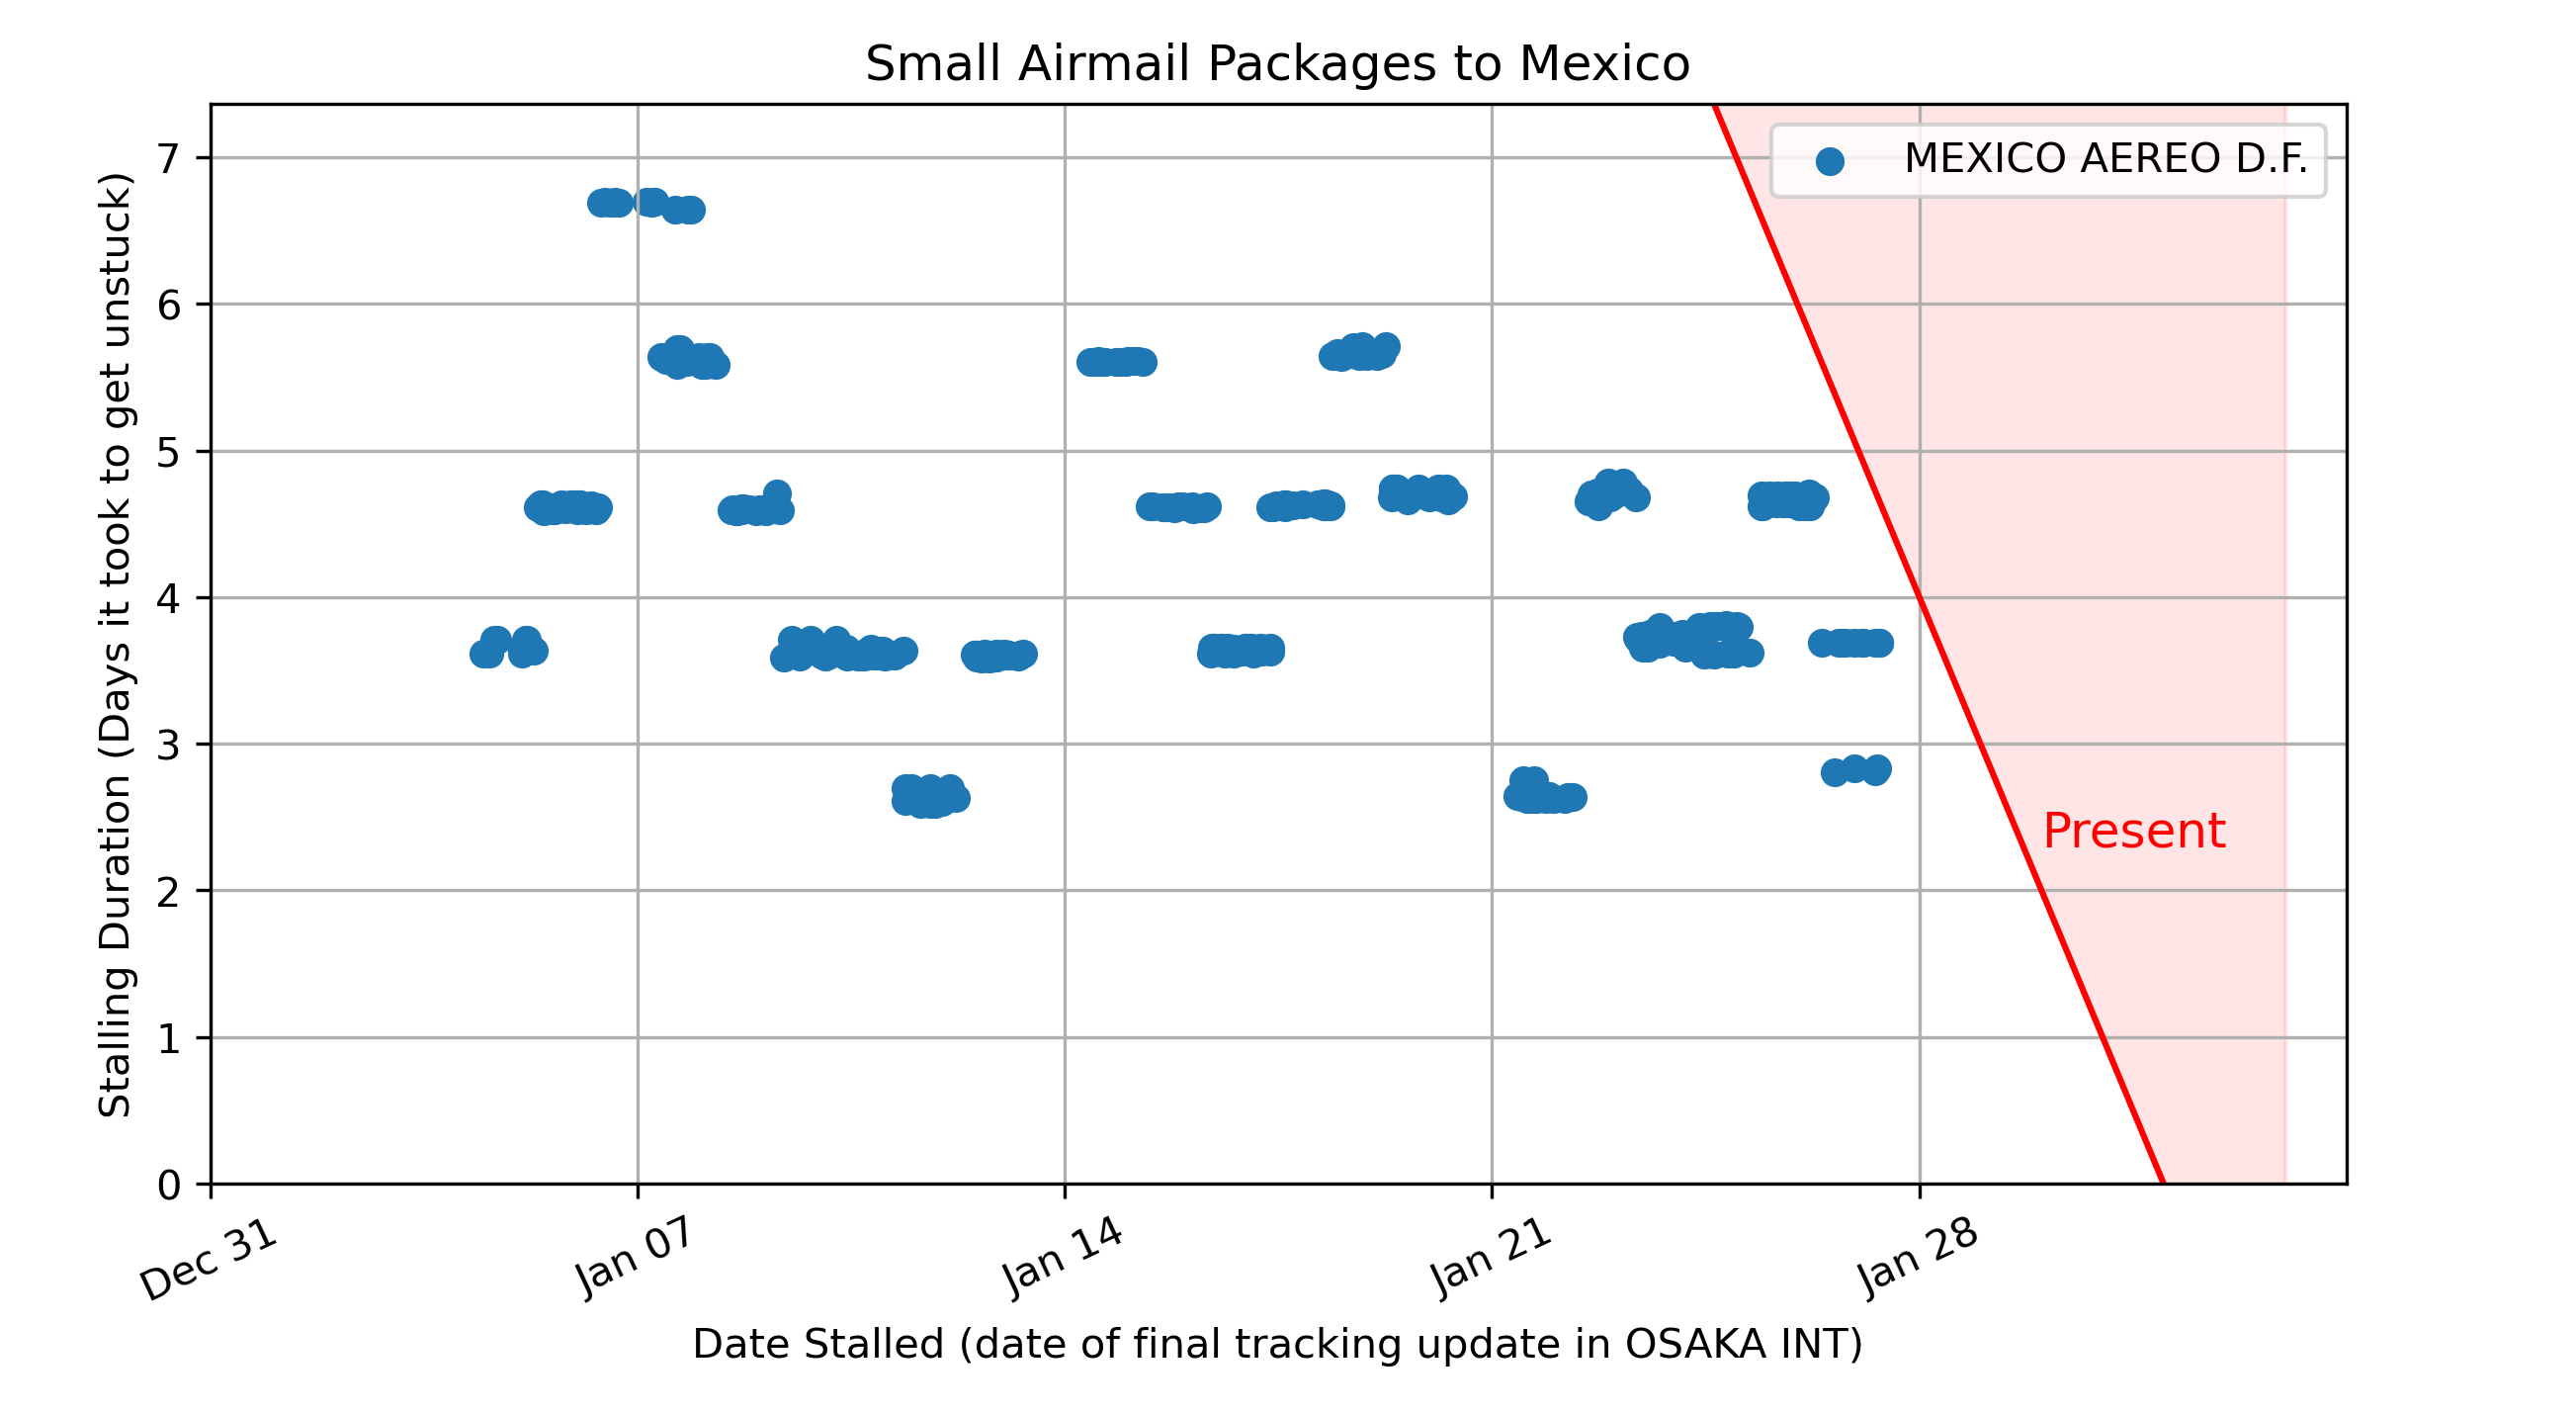 Small Airmail Packages to Mexico
MEXICO AEREO D.F.
Stalling Duration (Days it took to get unstuck)
7
6
5
4
3
2
1
0
Present
Dec 31
Jan 07
Jan 14
Jan 21
Jan 28
Date Stalled (date of final tracking update in OSAKA INT)